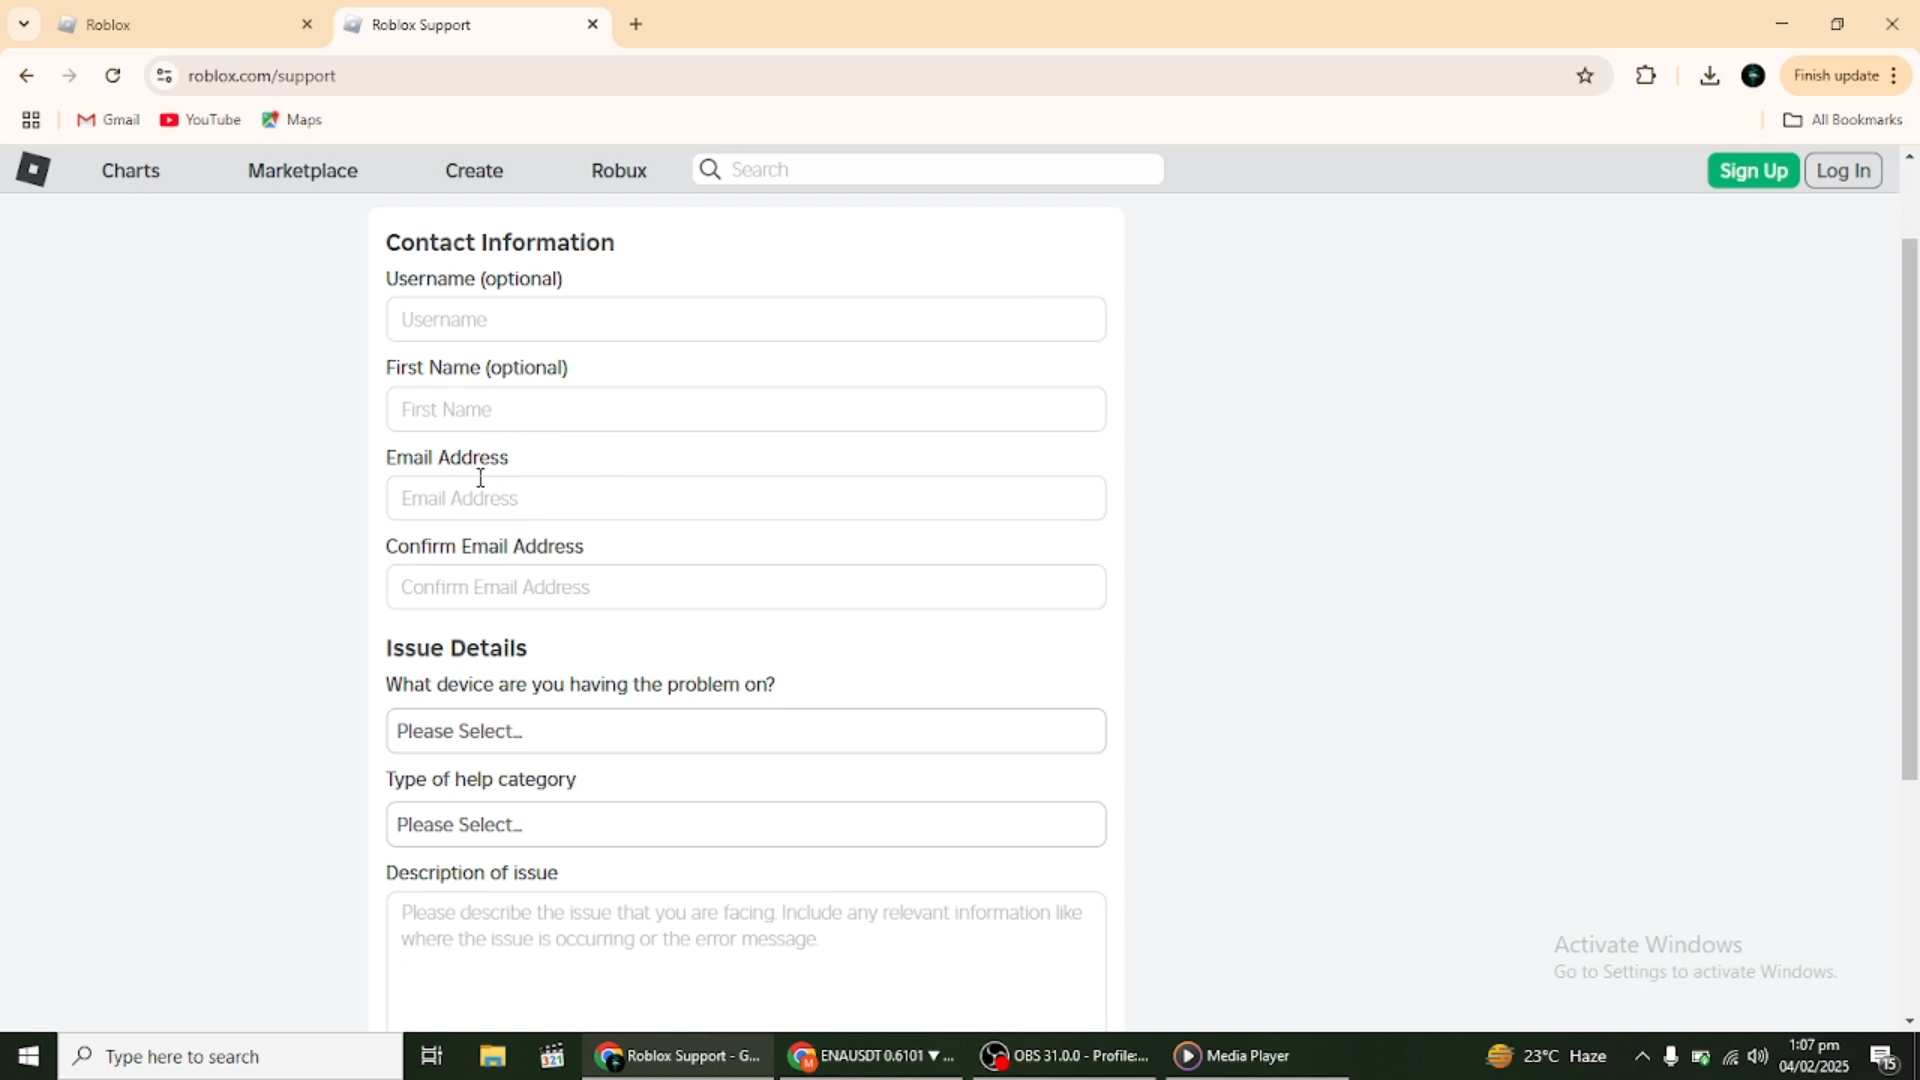 Roblox
Roblox Support
roblox.com/support
Finish update
Gmail
YouTube
Maps
All Bookmarks
Charts
Marketplace
Create
Robux
Search
Sign Up
Log In
Contact Information
Username (optional)
Username
First Name (optional)
First Name
Email Address
Email Address
Confirm Email Address
Confirm Email Address
Issue Details
What device are you having the problem on?
Please Select...
Type of help category
Please Select...
Description of issue
Please describe the issue that you are facing. Include any relevant information like
where the issue is occurring or the error message.
Activate Windows
Go to Settings to activate Windows.
Type here to search
321
Roblox Support - G...
M
ENAUSDT 0.6101 ▼ ...
OBS 31.0.0 - Profile:...
Media Player
23°C Haze
1:07 pm
04/02/2025
15